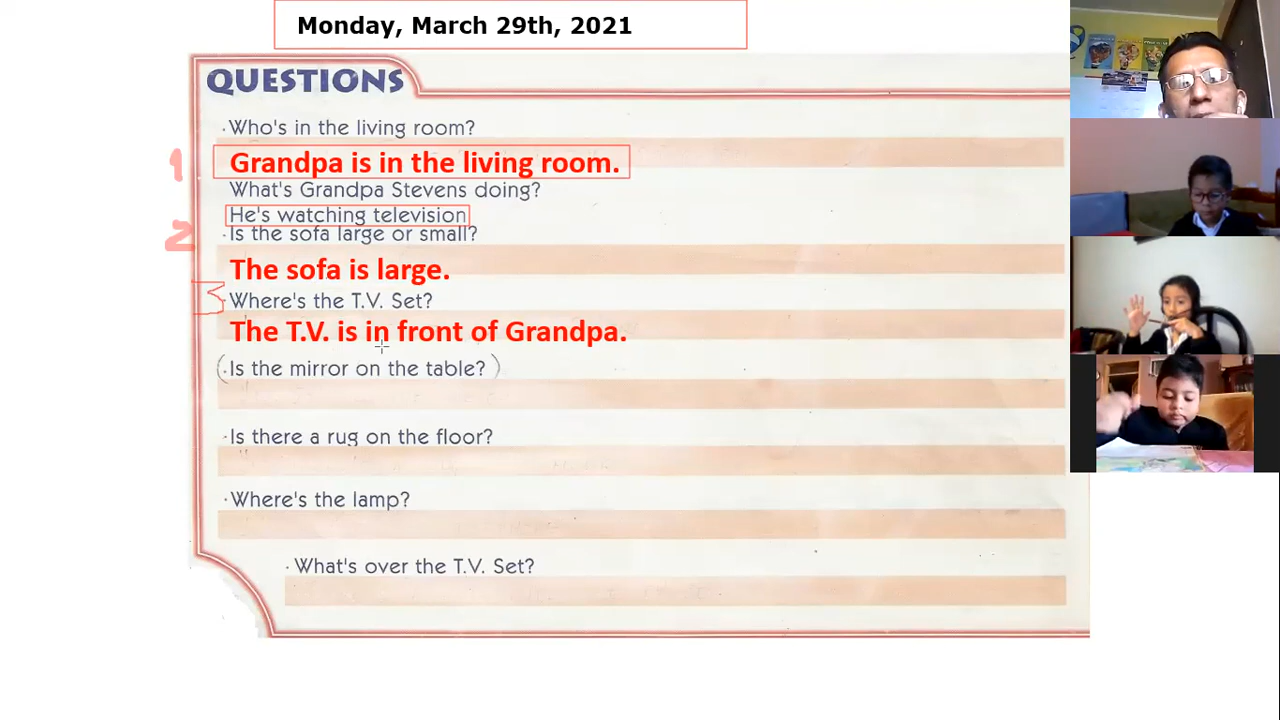 Monday, March 29th, 2021
QUESTIONS
· Who's in the living room?
1
Grandpa is in the living room.
What's Grandpa Stevens doing?
He's watching television
2
· Is the sofa large or small?
The sofa is large.
3
· Where's the T.V. Set?
The T.V. is in front of Grandpa.
(· Is the mirror on the table? )
· Is there a rug on the floor?
· Where's the lamp?
· What's over the T.V. Set?